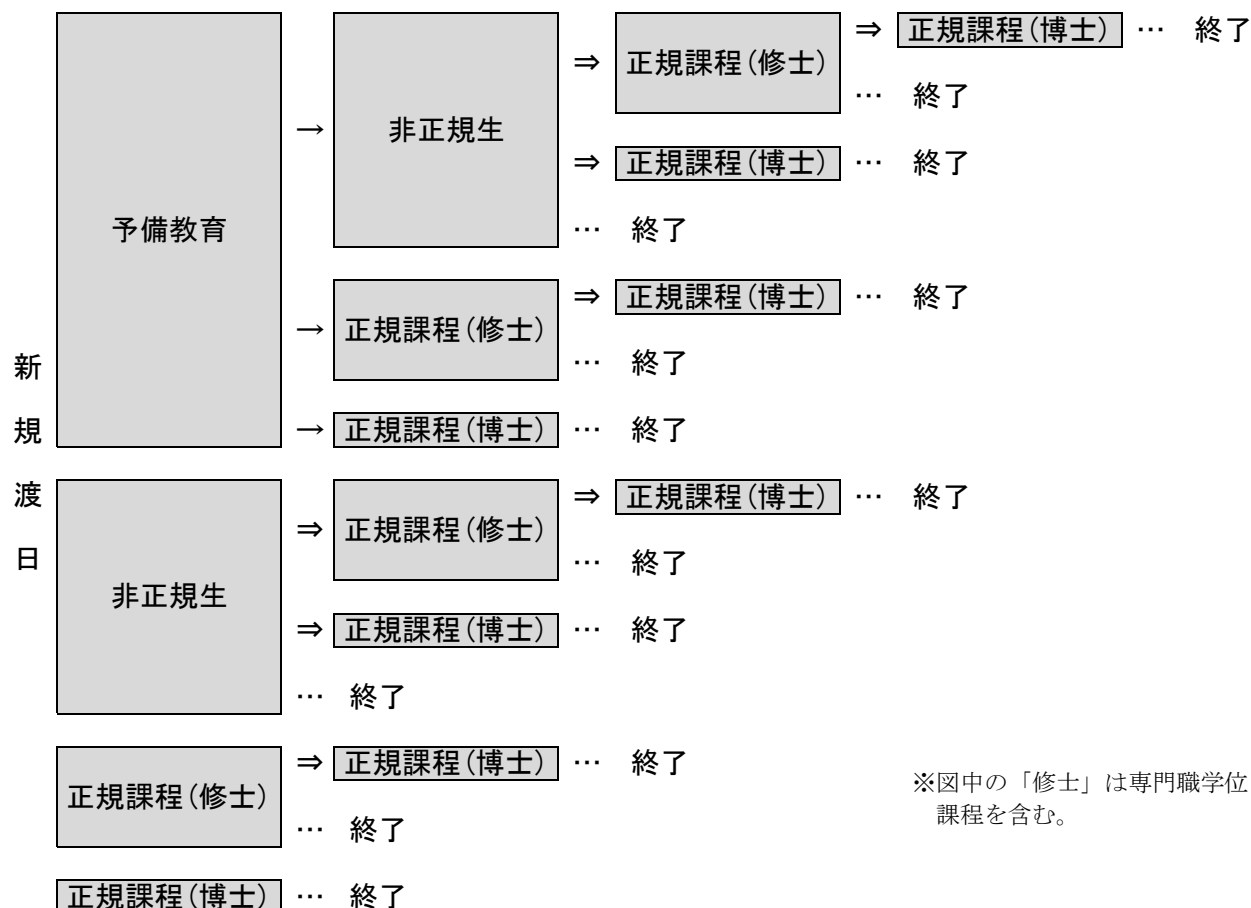 新規渡日
予備教育
→ 非正規生
⇒ 正規課程(修士)
⇒ 正規課程(博士) … 終了
… 終了
⇒ 正規課程(博士) … 終了
… 終了
→ 正規課程(修士)
⇒ 正規課程(博士) … 終了
… 終了
→ 正規課程(博士) … 終了
非正規生
⇒ 正規課程(修士)
⇒ 正規課程(博士) … 終了
… 終了
⇒ 正規課程(博士) … 終了
… 終了
正規課程(修士)
⇒ 正規課程(博士) … 終了
… 終了
正規課程(博士) … 終了
※図中の「修士」は専門職学位
課程を含む。